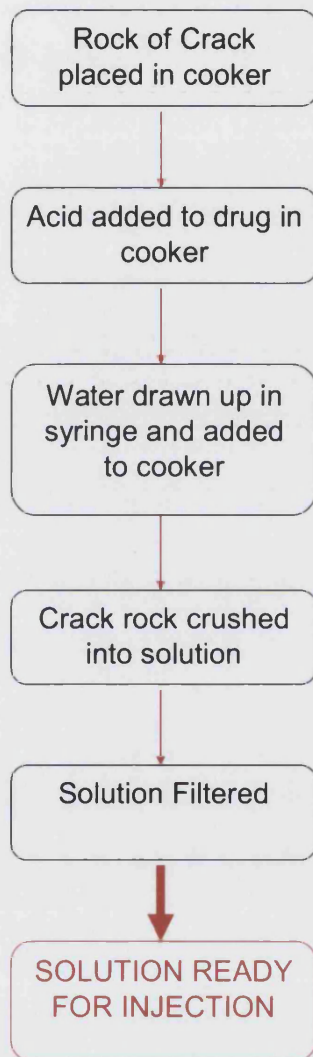 Rock of Crack
placed in cooker
Acid added to drug in
cooker
Water drawn up in
syringe and added
to cooker
Crack rock crushed
into solution
Solution Filtered
SOLUTION READY
FOR INJECTION